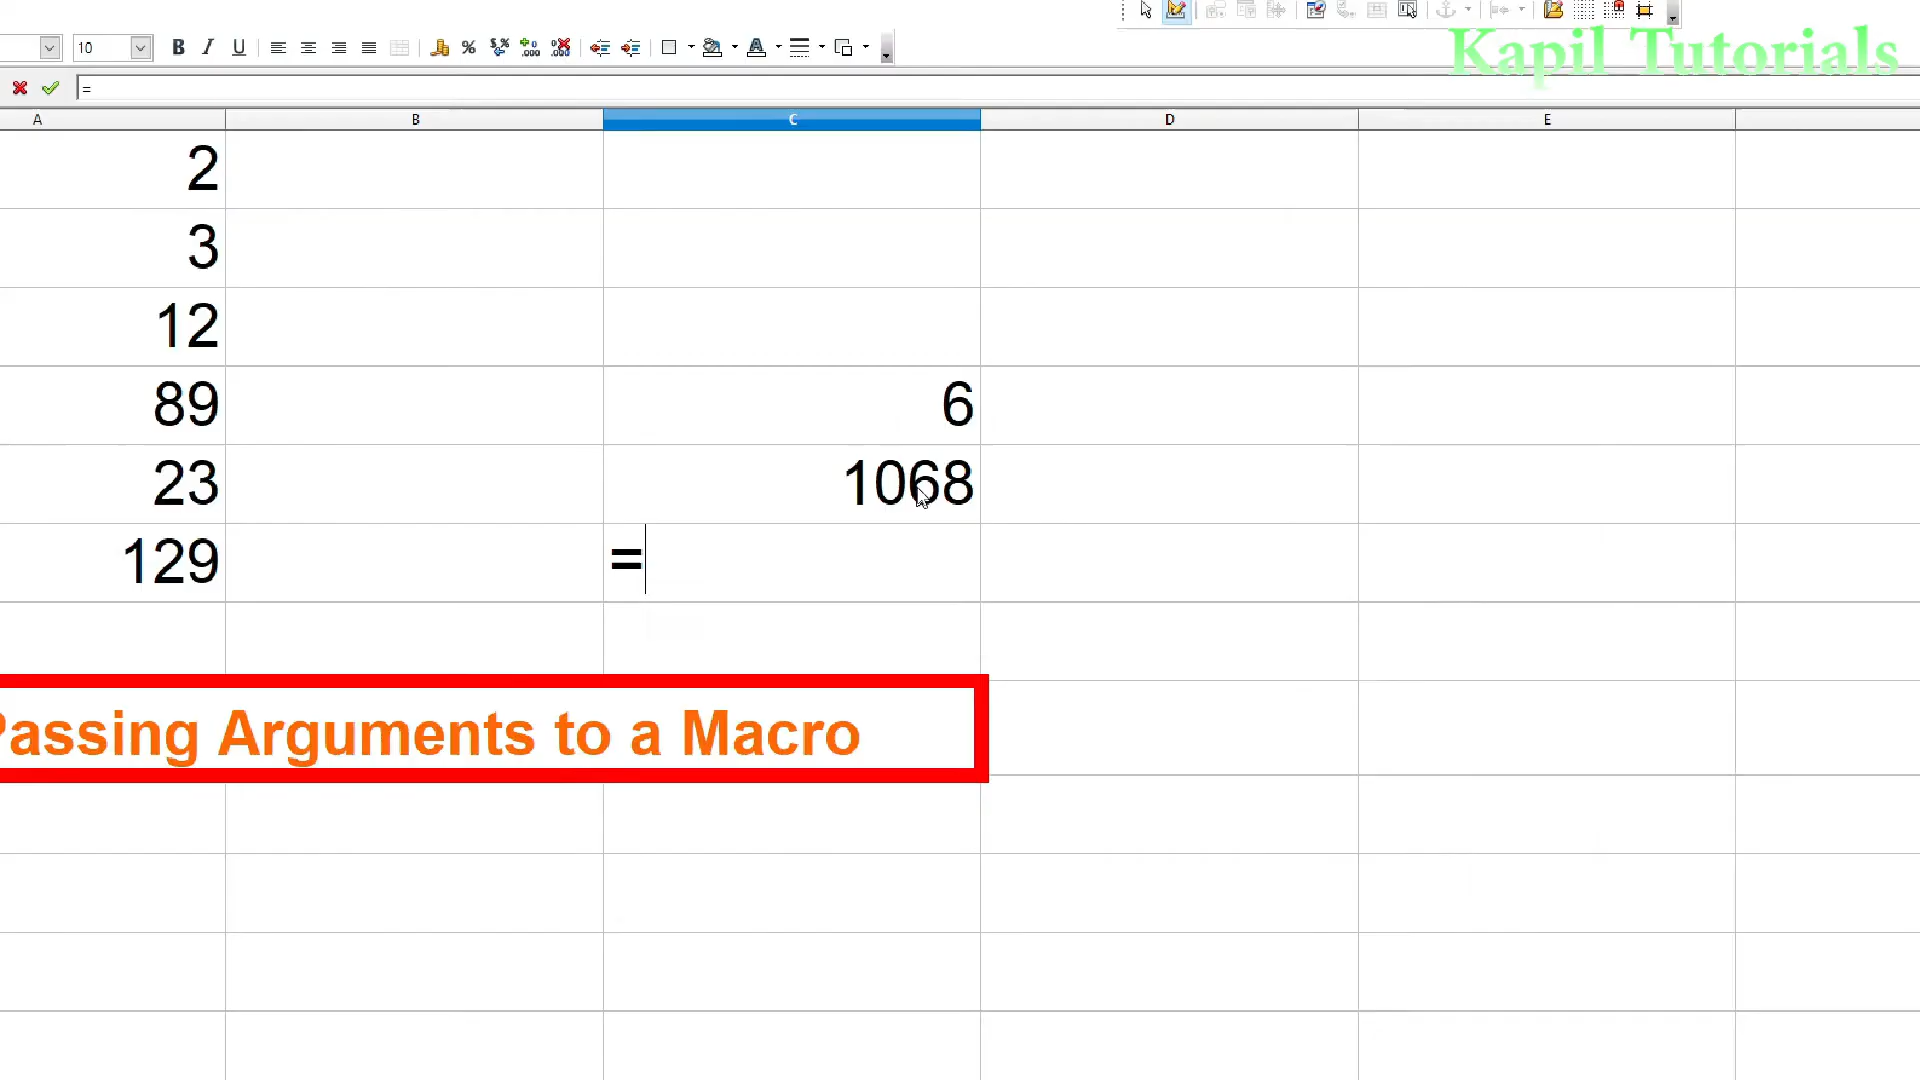 Kapil Tutorials
10
=
A B C D E
2
3
12
89 6
23 1068
129 =
Passing Arguments to a Macro